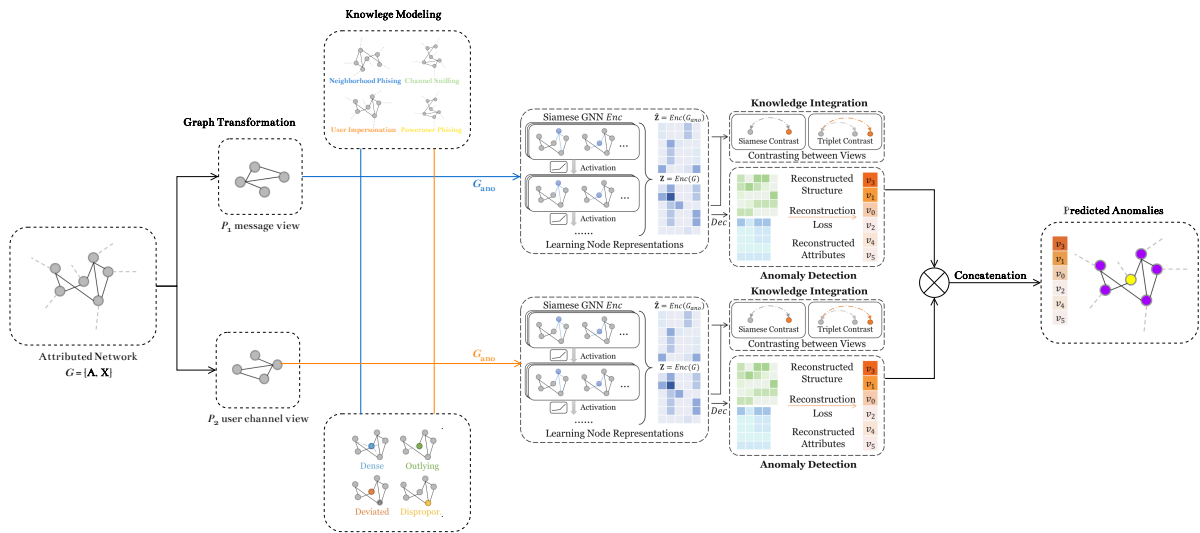 Knowlege Modeling
Neighborhood Phising
Channel Sniffing
User Impersonation
Poweruser Phising
Graph Transformation
P1 message view
Attributed Network
G = {A, X}
P2 user channel view
Gano
Siamese GNN Enc
Activation
......
Learning Node Representations
Ẑ = Enc(Gano)
Z = Enc(G)
Dec
Knowledge Integration
Siamese Contrast
Triplet Contrast
Contrasting between Views
Reconstructed
Structure
Reconstruction
Loss
Reconstructed
Attributes
v3
v1
v0
v2
v4
v5
Anomaly Detection
Gano
Siamese GNN Enc
Activation
Activation
......
Learning Node Representations
Ẑ = Enc(Gano)
Z = Enc(G)
Dec
Knowledge Integration
Siamese Contrast
Triplet Contrast
Contrasting between Views
Reconstructed
Structure
Reconstruction
Loss
Reconstructed
Attributes
v3
v1
v0
v2
v4
v5
Anomaly Detection
Dense
Outlying
Deviated
Dispropor.
Concatenation
Predicted Anomalies
v3
v1
v0
v2
v4
v5